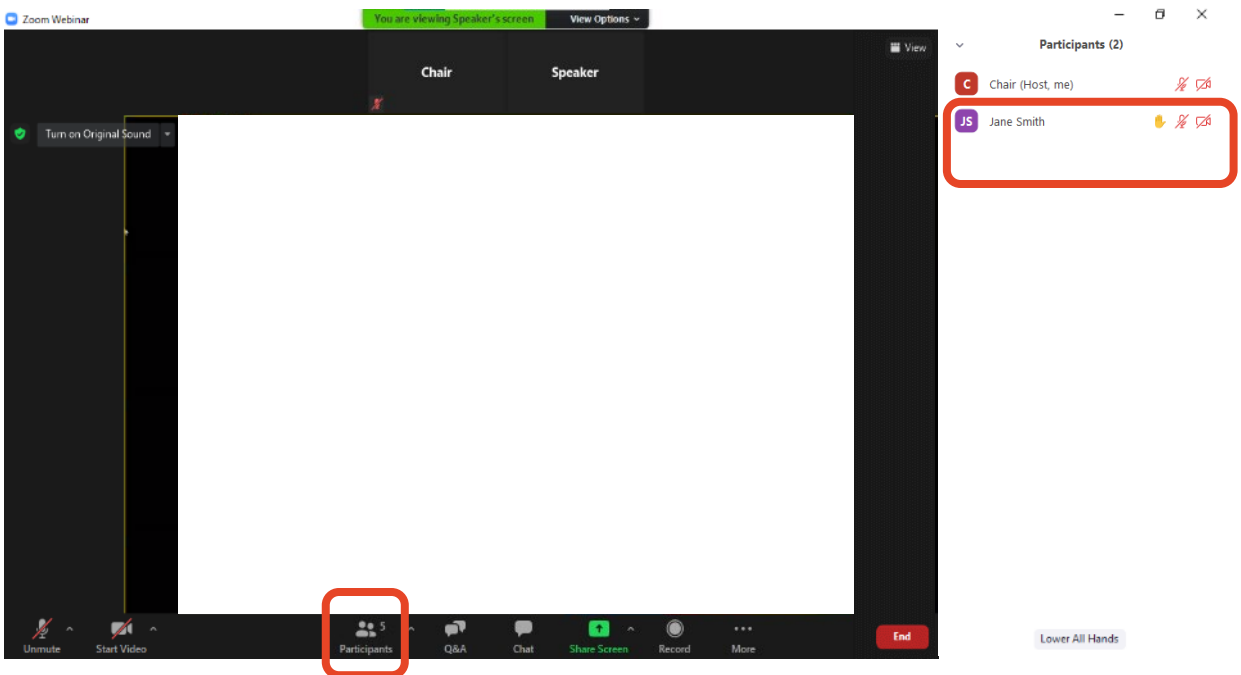 Zoom Webinar
You are viewing Speaker's screen
View Options
View
Chair
Speaker
Turn on Original Sound
Unmute
Start Video
5
Participants
Q&A
Chat
Share Screen
Record
More
End
Participants (2)
C
Chair (Host, me)
JS
Jane Smith
Lower All Hands